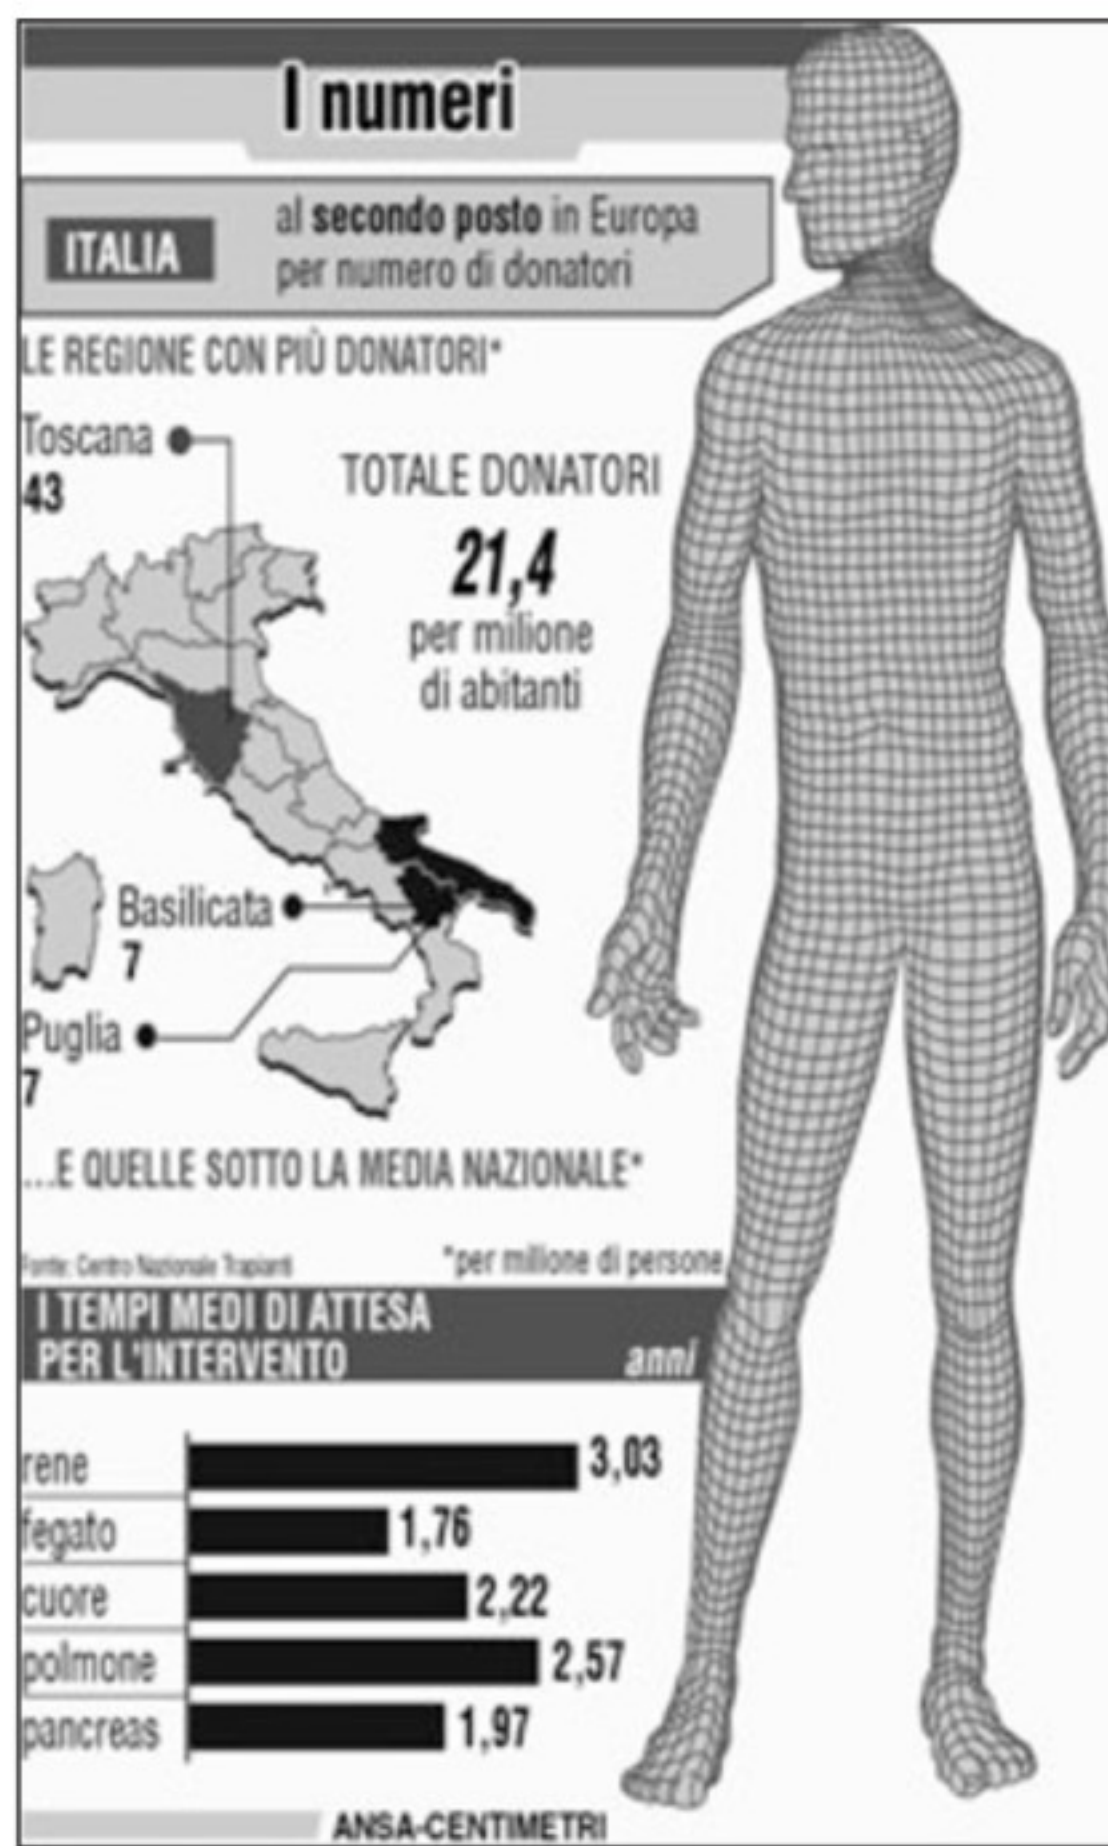 I numeri
ITALIA
al secondo posto in Europa
per numero di donatori
LE REGIONE CON PIÙ DONATORI*
Toscana
43
TOTALE DONATORI
21,4
per milione
di abitanti
Basilicata
7
Puglia
7
...E QUELLE SOTTO LA MEDIA NAZIONALE*
Fonte: Centro Nazionale Trapianti
*per milione di persone
I TEMPI MEDI DI ATTESA
PER L'INTERVENTO
anni
rene 3,03
fegato 1,76
cuore 2,22
polmone 2,57
pancreas 1,97
ANSA-CENTIMETRI